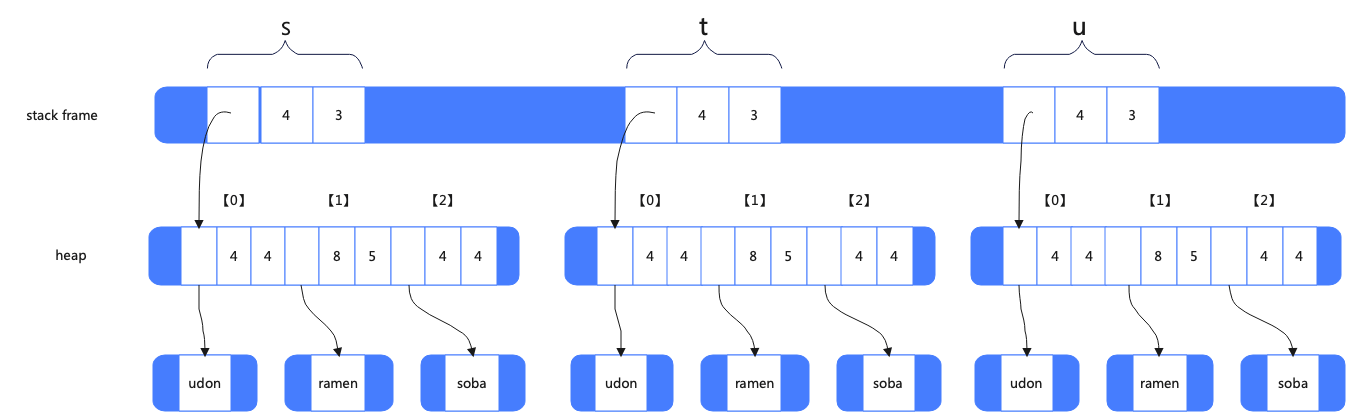 s t u
stack frame 4 3 4 3 4 3
【0】 【1】 【2】 【0】 【1】 【2】 【0】 【1】 【2】
heap 4 4 8 5 4 4 4 4 8 5 4 4 4 4 8 5 4 4
udon ramen soba udon ramen soba udon ramen soba